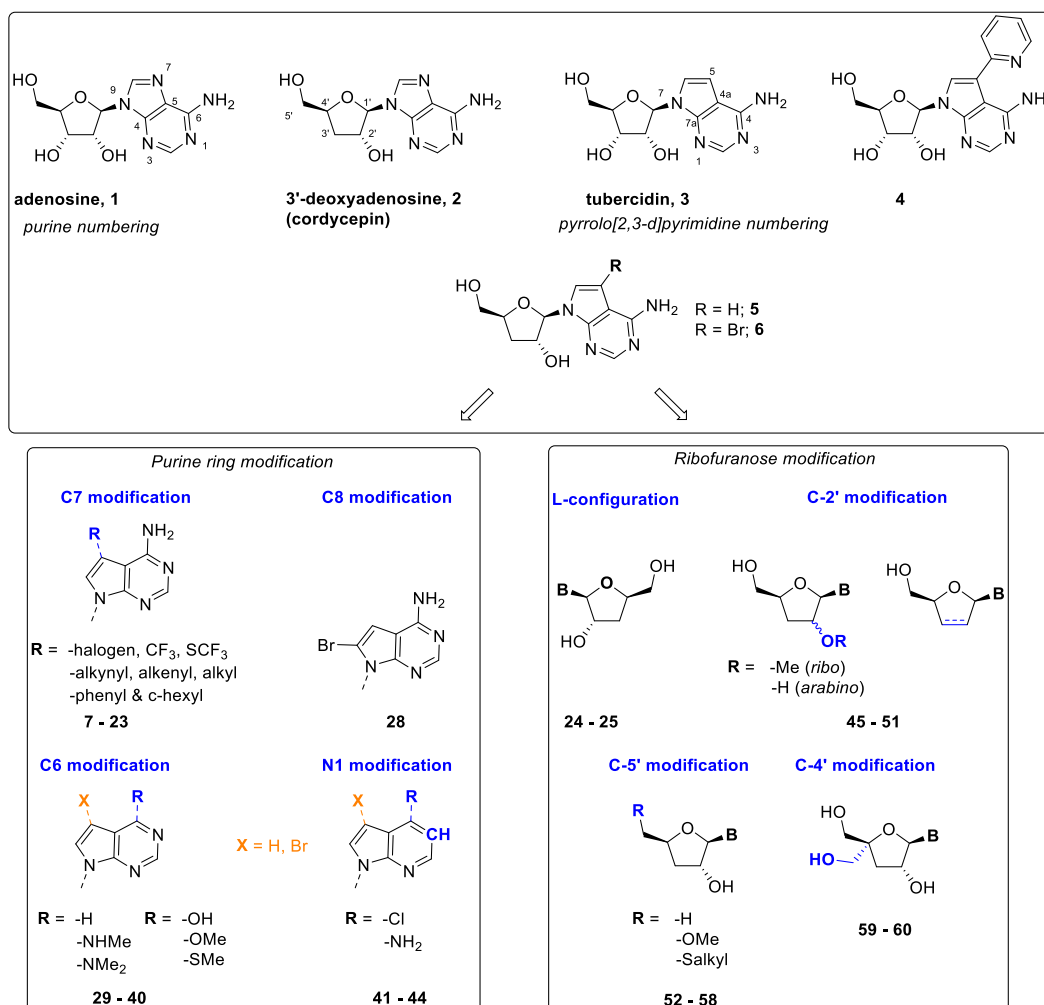 HO
O
9
N
7
N
5
6
NH2
4
N
3
N
1
HO
OH
adenosine, 1
purine numbering
HO
5'
4'
O
1'
3'
2'
OH
N
N
NH2
N
N
3'-deoxyadenosine, 2
(cordycepin)
HO
O
7
N
5
4a
NH2
4
7a
N
1
N
3
HO
OH
tubercidin, 3
pyrrolo[2,3-d]pyrimidine numbering
N
HO
O
N
NH
N
N
HO
OH
4
R
HO
O
N
NH2
N
N
OH
R = H; 5
R = Br; 6
Purine ring modification
C7 modification
R
NH2
N
N
N
R = -halogen, CF3, SCF3
-alkynyl, alkenyl, alkyl
-phenyl & c-hexyl
7 - 23
C8 modification
NH2
Br
N
N
N
28
C6 modification
X
R
N
N
N
X = H, Br
R = -H
-NHMe
-NMe2
R = -OH
-OMe
-SMe
29 - 40
N1 modification
X
R
CH
N
N
R = -Cl
-NH2
41 - 44
Ribofuranose modification
L-configuration
B
O
OH
HO
24 - 25
C-2' modification
HO
O
B
OR
HO
O
B
R = -Me (ribo)
-H (arabino)
45 - 51
C-5' modification
R
O
B
OH
R = -H
-OMe
-Salkyl
52 - 58
C-4' modification
HO
O
B
HO
OH
59 - 60